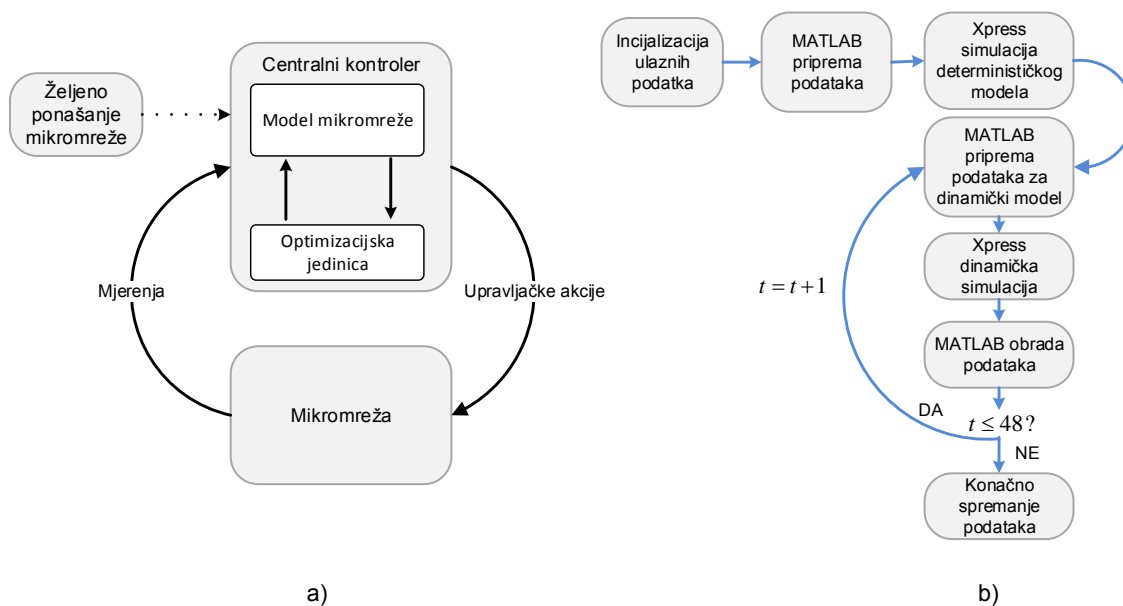 Željeno
ponašanje
mikromreže
Centralni kontroler
Model mikromreže
Optimizacijska
jedinica
Mjerenja
Upravljačke akcije
Mikromreža
a)
Incijalizacija
ulaznih
podatka
MATLAB
priprema
podataka
Xpress
simulacija
determinističkog
modela
MATLAB
priprema
podataka za
dinamički model
Xpress
dinamička
simulacija
t = t + 1
MATLAB obrada
podataka
DA
t ≤ 48 ?
NE
Konačno
spremanje
podataka
b)